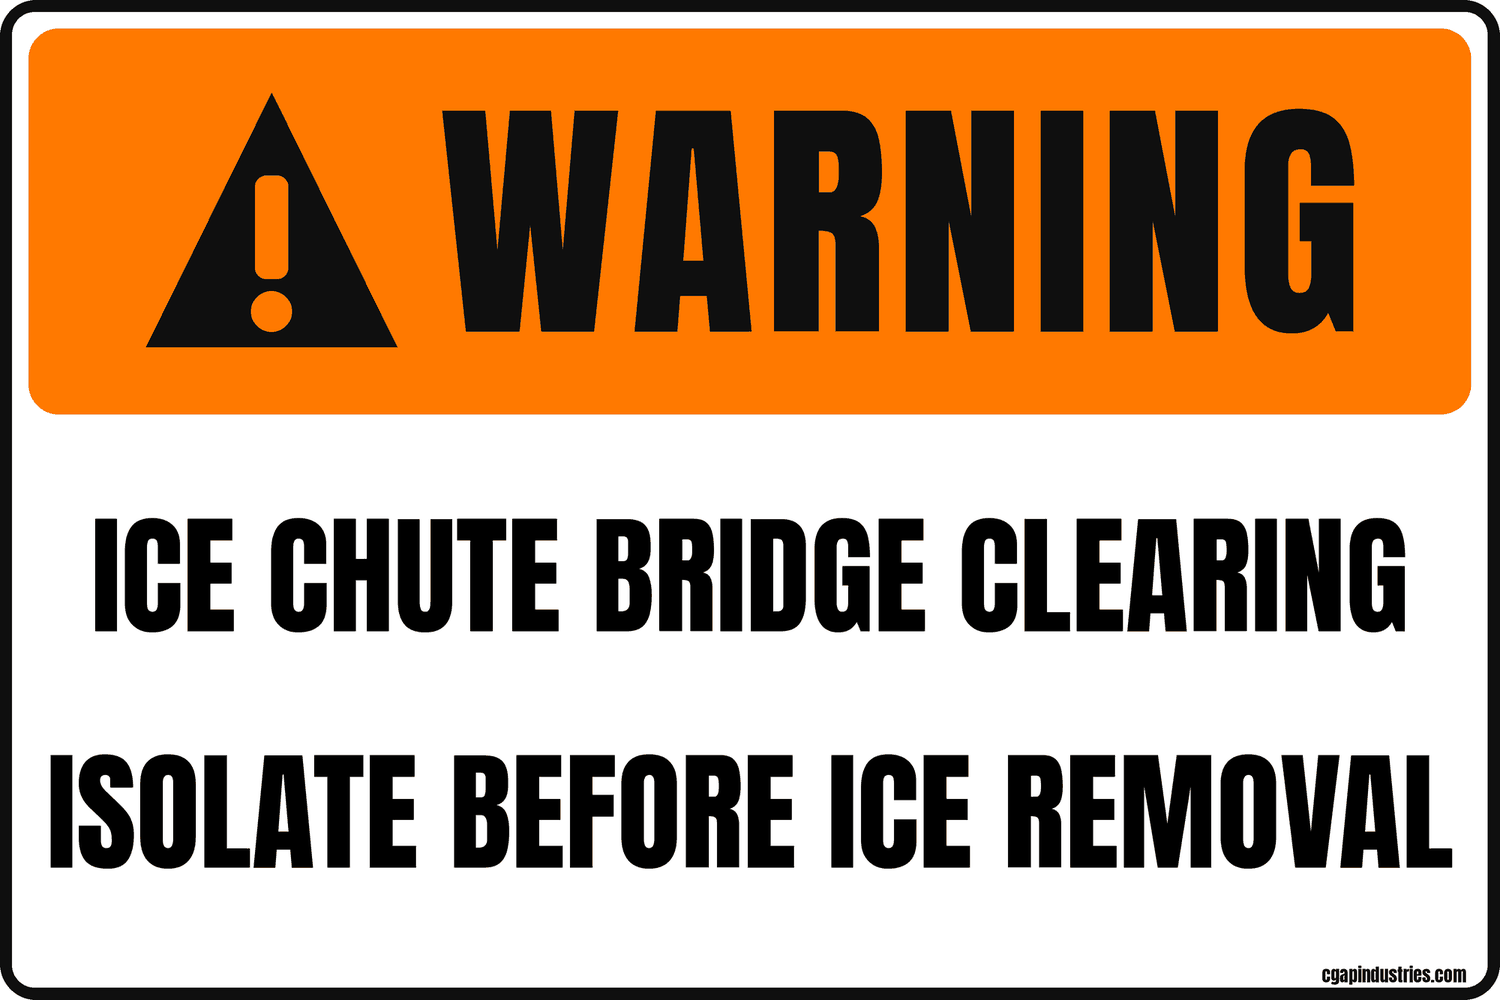 WARNING
ICE CHUTE BRIDGE CLEARING
ISOLATE BEFORE ICE REMOVAL
cgapindustries.com